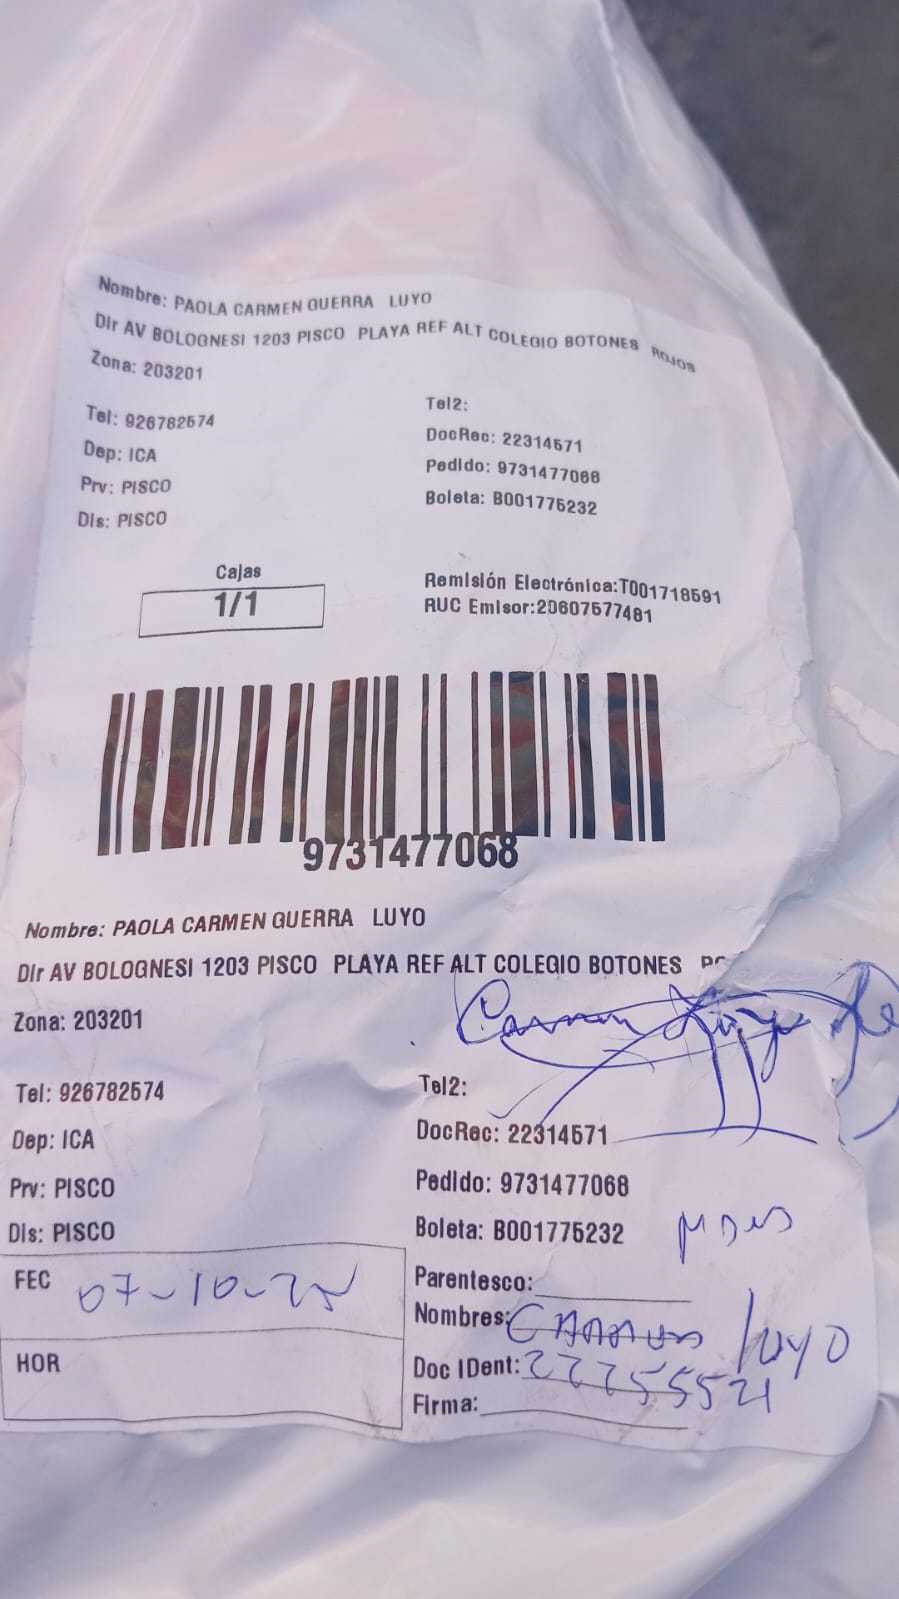 Nombre: PAOLA CARMEN GUERRA LUYO
Dir AV BOLOGNESI 1203 PISCO PLAYA REF ALT COLEGIO BOTONES ROJOS
Zona: 203201
Tel: 926782574
Tel2:
Dep: ICA
DocRec: 22314571
Prv: PISCO
Pedido: 9731477068
Dis: PISCO
Boleta: B001775232
Cajas
1/1
Remisión Electrónica:T001718591
RUC Emisor:20607577481
9731477068
Nombre: PAOLA CARMEN GUERRA LUYO
Dir AV BOLOGNESI 1203 PISCO PLAYA REF ALT COLEGIO BOTONES
Zona: 203201
Carmen Luyo
Tel: 926782574
Tel2:
Dep: ICA
DocRec: 22314571
Prv: PISCO
Pedido: 9731477068
Dis: PISCO
Boleta: B001775232
FEC 07-10-25
Parentesco:
Nombres: CARMEN LUYO
HOR
Doc IDent:
Firma: